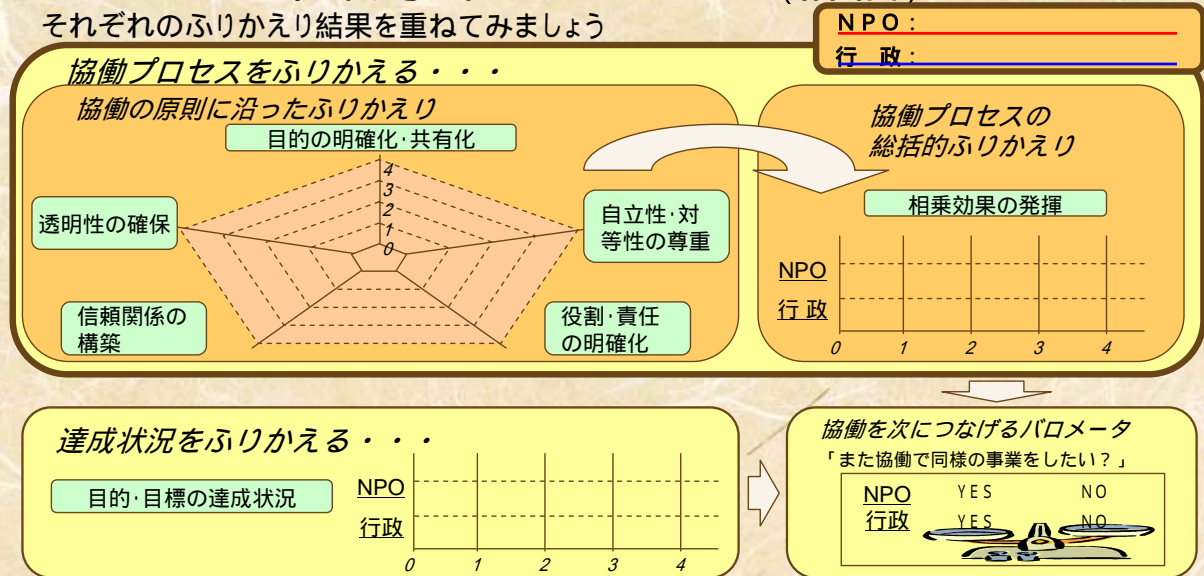 それぞれのふりかえり結果を重ねてみましょう
NPO：
行 政：
協働プロセスをふりかえる・・・
協働の原則に沿ったふりかえり
目的の明確化･共有化
4
3
2
1
0
透明性の確保
自立性･対
等性の尊重
信頼関係の
構築
役割･責任
の明確化
協働プロセスの
総括的ふりかえり
相乗効果の発揮
NPO
行 政
0 1 2 3 4
達成状況をふりかえる・・・
目的･目標の達成状況
NPO
行政
0 1 2 3 4
協働を次につなげるバロメータ
「また協働で同様の事業をしたい？」
NPO YES NO
行政 YES NO